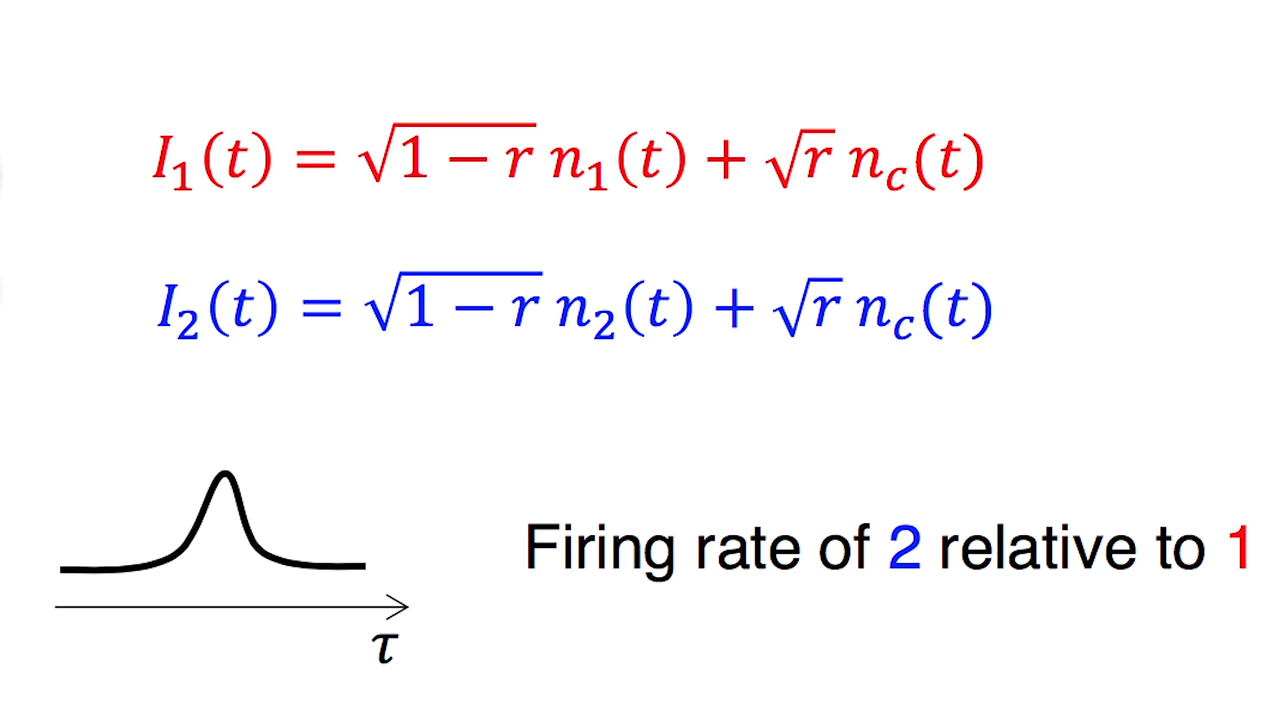 I₁(t) = √(1 − r) n₁(t) + √r n_c(t)
I₂(t) = √(1 − r) n₂(t) + √r n_c(t)
Firing rate of 2 relative to 1
τ